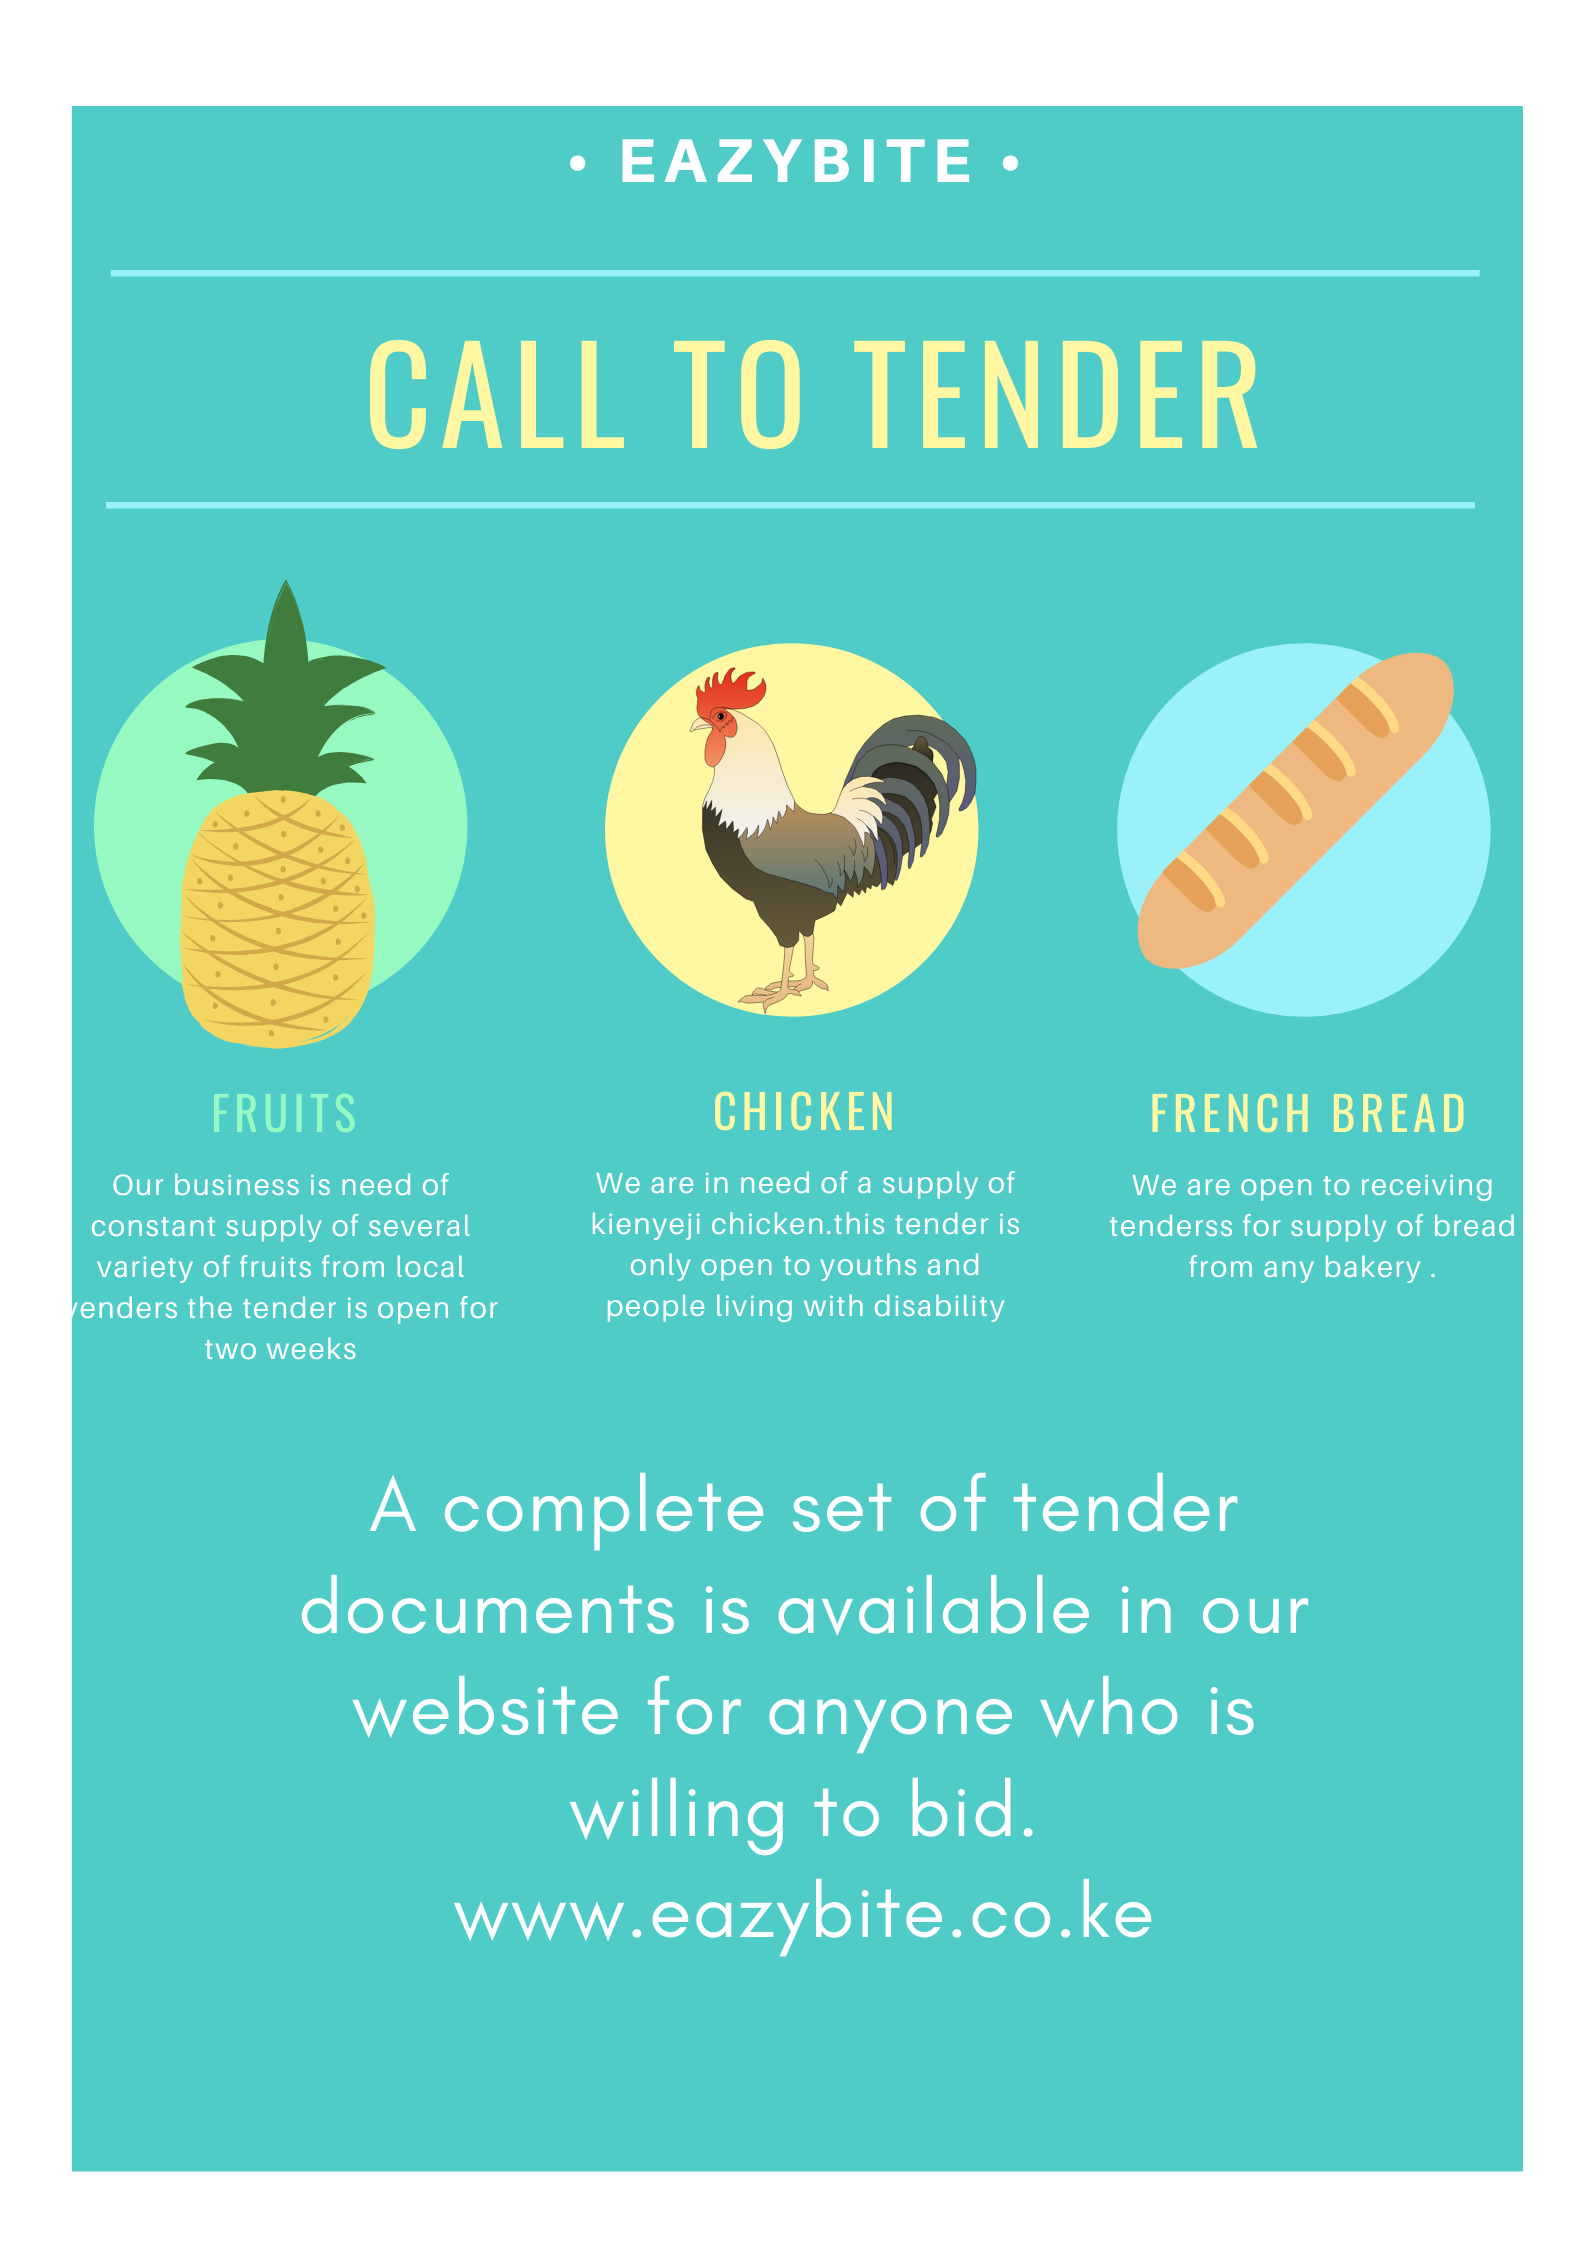 • EAZYBITE •
CALL TO TENDER
FRUITS
Our business is need of
constant supply of several
variety of fruits from local
venders the tender is open for
two weeks
CHICKEN
We are in need of a supply of
kienyeji chicken.this tender is
only open to youths and
people living with disability
FRENCH BREAD
We are open to receiving
tenderss for supply of bread
from any bakery .
A complete set of tender
documents is available in our
website for anyone who is
willing to bid.
www.eazybite.co.ke